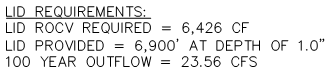 LID REQUIREMENTS:
LID ROCV REQUIRED = 6,426 CF
LID PROVIDED = 6,900' AT DEPTH OF 1.0"
100 YEAR OUTFLOW = 23.56 CFS